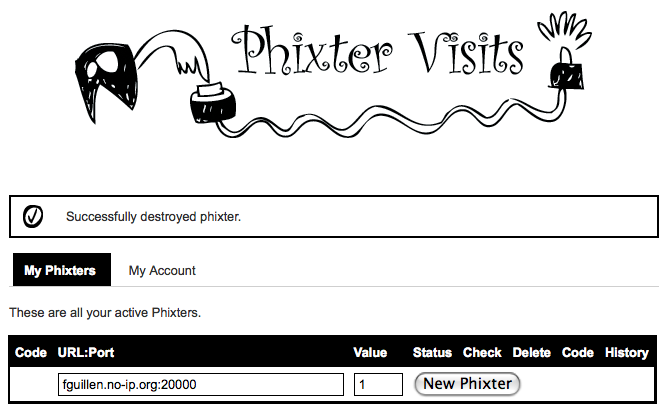 Phixter Visits
Successfully destroyed phixter.
My Phixters My Account
These are all your active Phixters.
Code URL:Port Value Status Check Delete Code History
fguillen.no-ip.org:20000 1 New Phixter